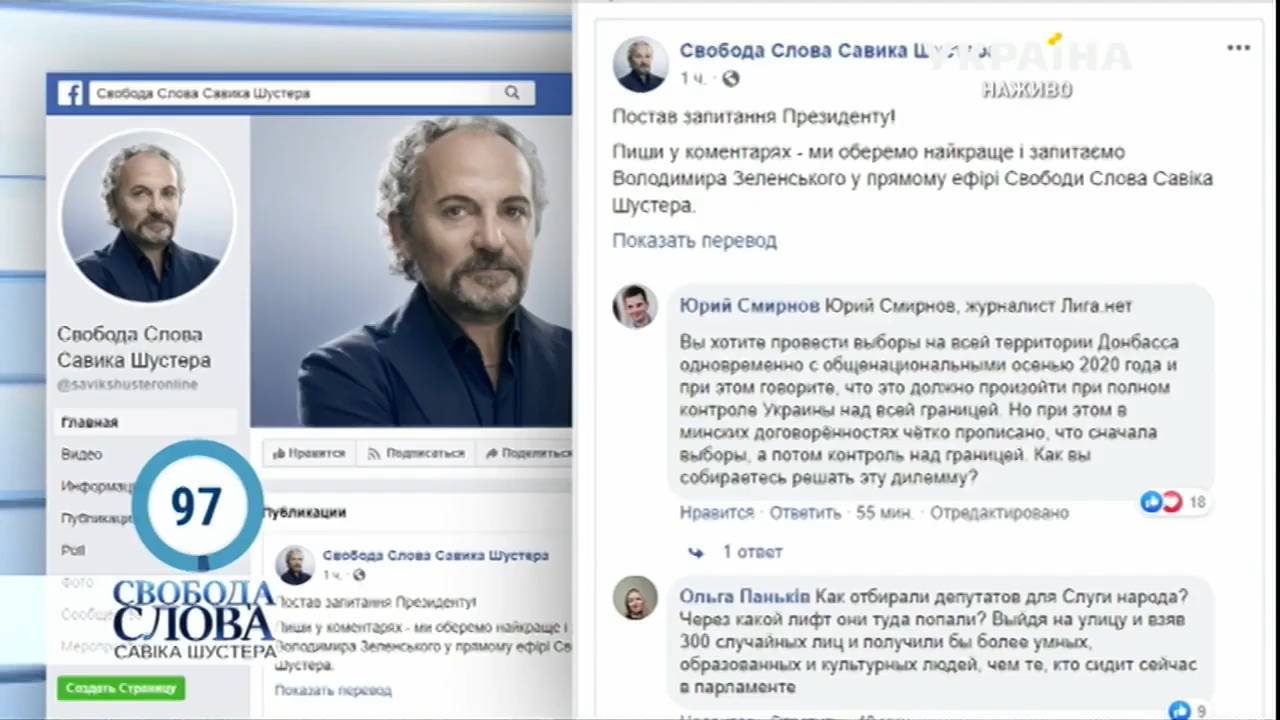 Свобода Слова Савика Шустера
Свобода Слова
Савика Шустера
@savikshusteronline
Главная
Видео
Информац
Публикаци
Poll
Фото
Сообще
Меропр
Создать Страницу
97
СВОБОДА
СЛОВА
САВІКА ШУСТЕРА
Нравится
Подписаться
Поделиться
Публикации
Свобода Слова Савика Шустера
1 ч.
Постав запитання Президенту!
Пиши у коментарях - ми оберемо найкраще і
Володимира Зеленського у прямому ефірі Св
Шустера.
Показать перевод
Свобода Слова Савика Шустера
1 ч. ·
УКРАЇНА
НАЖИВО
Постав запитання Президенту!
Пиши у коментарях - ми оберемо найкраще і запитаємо
Володимира Зеленського у прямому ефірі Свободи Слова Савіка
Шустера.
Показать перевод
Юрий Смирнов Юрий Смирнов, журналист Лига.нет
Вы хотите провести выборы на всей территории Донбасса
одновременно с общенациональными осенью 2020 года и
при этом говорите, что это должно произойти при полном
контроле Украины над всей границей. Но при этом в
минских договорённостях чётко прописано, что сначала
выборы, а потом контроль над границей. Как вы
собираетесь решать эту дилемму?
18
Нравится · Ответить · 55 мин. · Отредактировано
1 ответ
Ольга Паньків Как отбирали депутатов для Слуги народа?
Через какой лифт они туда попали? Выйдя на улицу и взяв
300 случайных лиц и получили бы более умных,
образованных и культурных людей, чем те, кто сидит сейчас
в парламенте
9